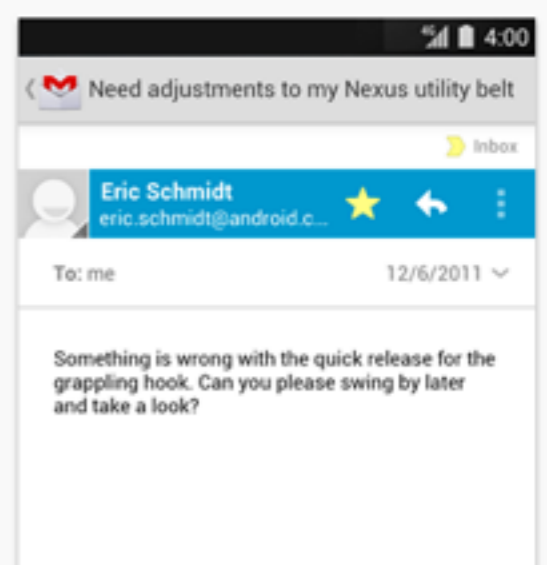 4G 4:00
Need adjustments to my Nexus utility belt
Inbox
Eric Schmidt
eric.schmidt@android.c...
To: me 12/6/2011
Something is wrong with the quick release for the
grappling hook. Can you please swing by later
and take a look?